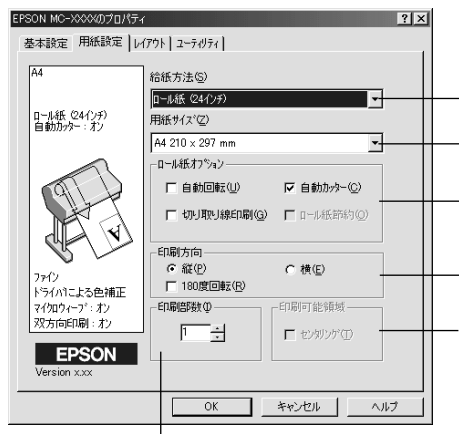 EPSON MC-XXXXのプロパティ
基本設定 用紙設定 レイアウト ユーティリティ
A4
ロール紙 (24インチ)
自動カッター : オン
ファイン
ドライバによる色補正
マイクロウィーブ : オン
双方向印刷 : オン
EPSON
Version x.xx
給紙方法(S)
ロール紙 (24インチ)
用紙サイズ(Z)
A4 210 x 297 mm
ロール紙オプション
自動回転(U) 自動カッター(C)
切り取り線印刷(G) ロール紙節約(O)
印刷方向
縦(P) 横(E)
180度回転(R)
印刷部数(I) 印刷可能領域
1 センタリング(T)
OK キャンセル ヘルプ